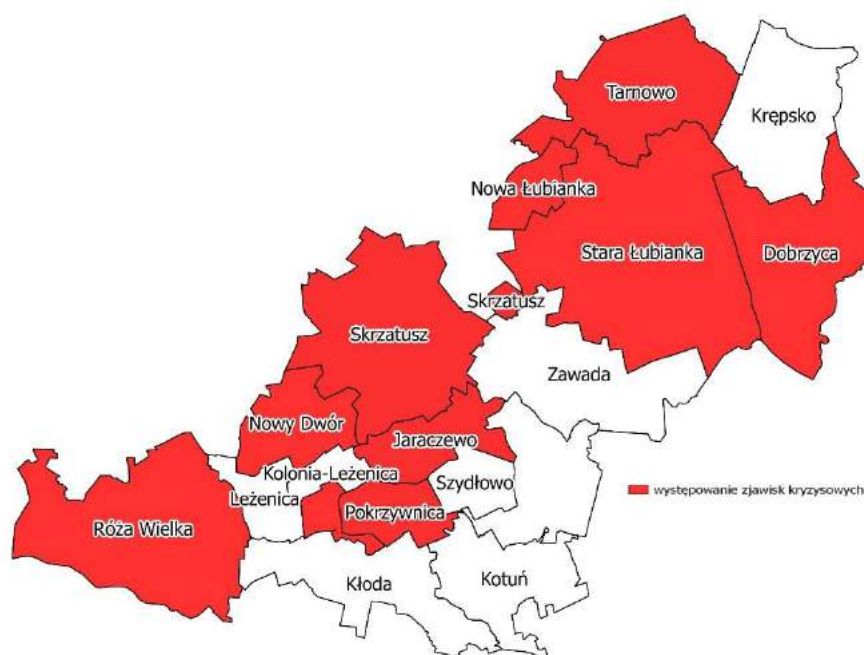 Tarnowo
Krępsko
Nowa Łubianka
Stara Łubianka
Dobrzyca
Skrzatusz
Skrzatusz
Zawada
Nowy Dwór
Jaraczewo
Kolonia-Leżenica
Szydłowo
Leżenica
występowanie zjawisk kryzysowych
Pokrzywnica
Róża Wielka
Kłoda
Kotuń